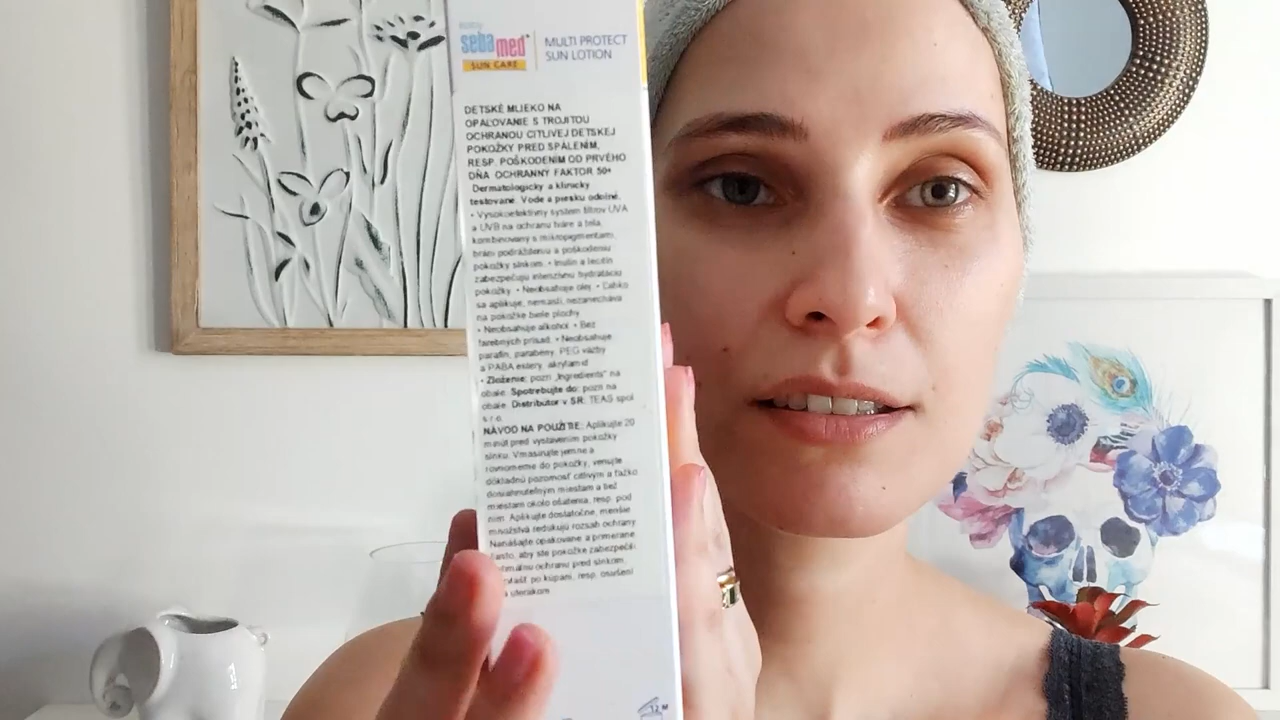 baby
sebamed
SUN CARE
MULTI PROTECT
SUN LOTION
DETSKÉ MLIEKO NA
OPAĽOVANIE S TROJITOU
OCHRANOU CITLIVEJ DETSKEJ
POKOŽKY PRED SPÁLENÍM,
RESP. POŠKODENÍM OD PRVÉHO
DŇA OCHRANNÝ FAKTOR 50+
Dermatologicky a klinicky
testované. Vode a piesku odolné.
• Vysokoefektívny systém filtrov UVA
a UVB na ochranu tváre a tela,
kombinovaný s mikropigmentami,
bráni podráždeniu a poškodeniu
pokožky slnkom. • Inulín a lecitín
zabezpečujú intenzívnu hydratáciu
pokožky. • Neobsahuje olej. • Ľahko
sa aplikuje, nemastí, nezanecháva
na pokožke biele plochy.
• Neobsahuje alkohol. • Bez
farebných prísad. • Neobsahuje
parafín, parabény, PEG väzby
a PABA estery, akrylamid
• Zloženie: pozri „Ingredients" na
obale. Spotrebujte do: pozri na
obale. Distribútor v SR: TEAS spol.
s r.o.
NÁVOD NA POUŽITIE: Aplikujte 20
minút pred vystavením pokožky
slnku. Vmasírujte jemne a
rovnomerne do pokožky, venujte
dôkladnú pozornosť citlivým a ťažko
dosiahnuteľným miestam a tiež
miestam okolo ošatenia, resp. pod
ním. Aplikujte dostatočne, menšie
množstvá redukujú rozsah ochrany.
Nanášajte opakovane a primerane
často, aby ste pokožke zabezpečili
optimálnu ochranu pred slnkom,
po kúpaní, resp. osušení
uterákom.
12 M